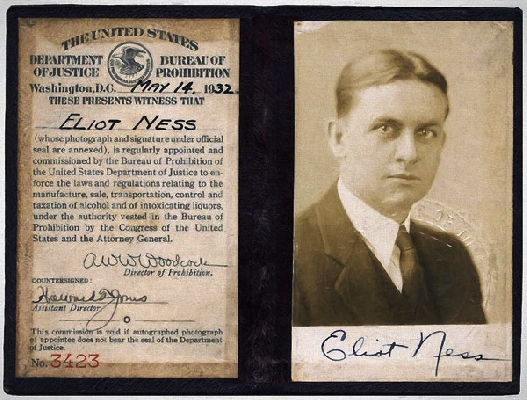 THE UNITED STATES
DEPARTMENT OF JUSTICE
BUREAU OF PROHIBITION
Washington, D.C. MAY 14, 1932.
THESE PRESENTS WITNESS THAT
ELIOT NESS
(whose photograph and signature under official
seal are annexed), is regularly appointed and
commissioned by the Bureau of Prohibition of
the United States Department of Justice to en-
force the laws and regulations relating to the
manufacture, sale, transportation, control and
taxation of alcohol and of intoxicating liquors,
under the authority vested in the Bureau of
Prohibition by the Congress of the United
States and the Attorney General.
A W W Woodcock
Director of Prohibition.
COUNTERSIGNED:
Howard T Jones
Assistant Director
This commission is void if autographed photograph
of appointee does not bear the seal of the Department
of Justice.
No. 3423
Eliot Ness